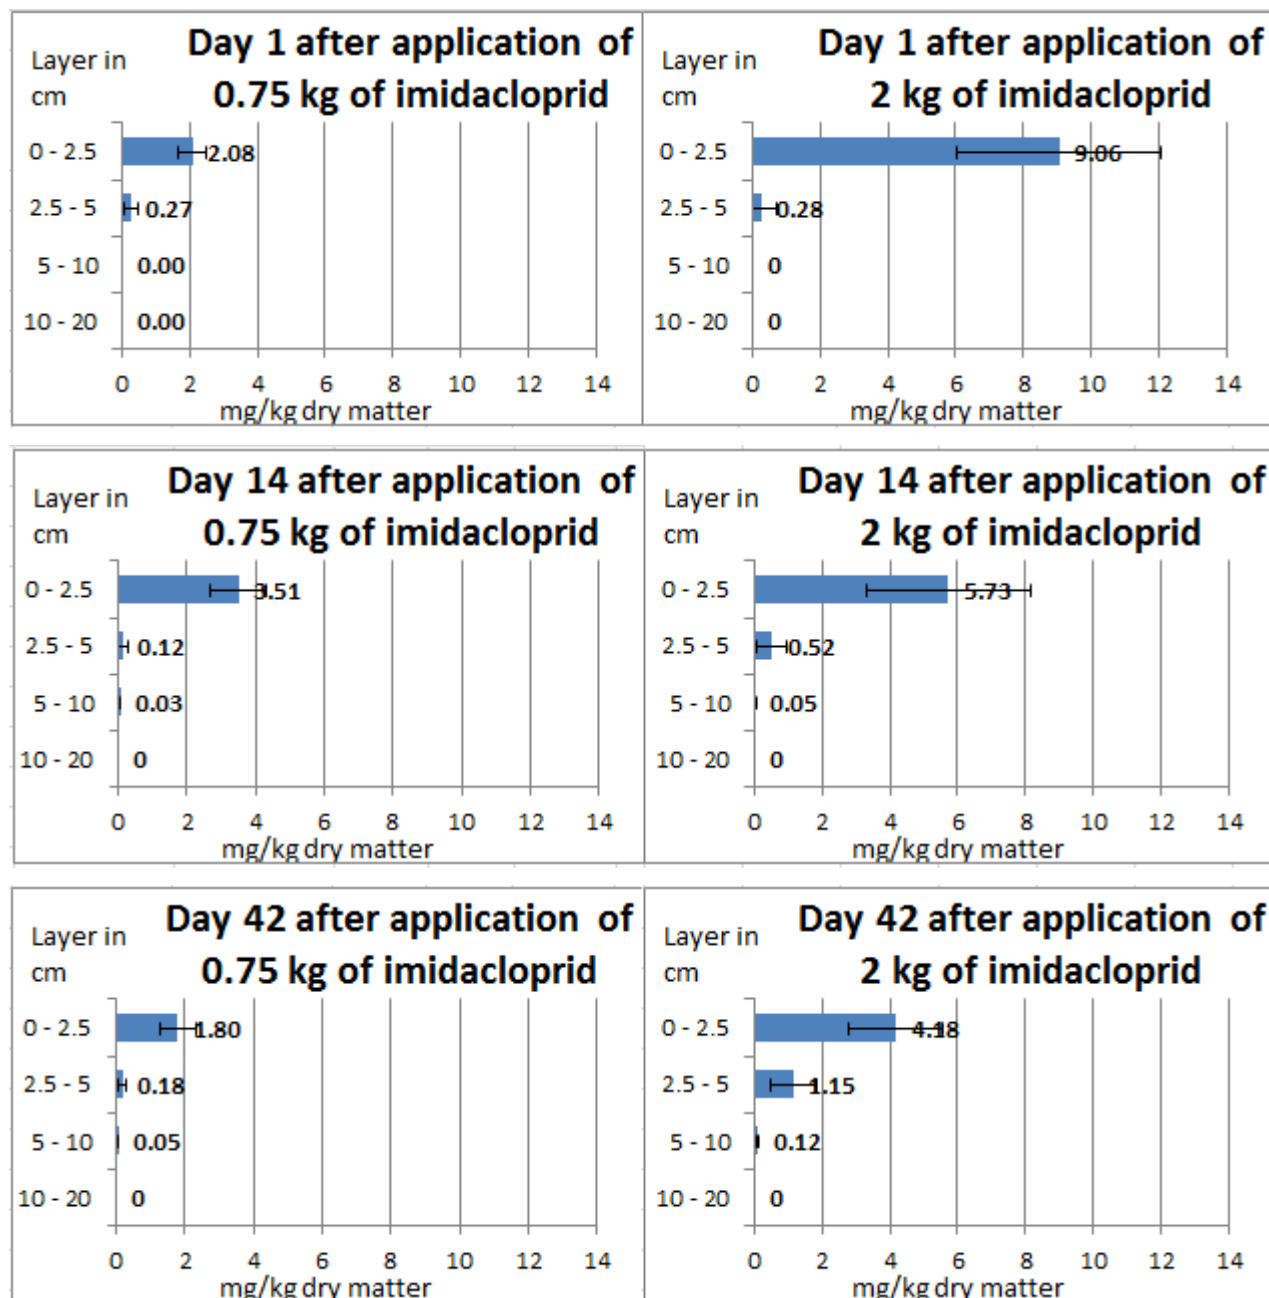 Day 1 after application of
0.75 kg of imidacloprid
Layer in
cm
0 - 2.5
2.08
2.5 - 5
0.27
5 - 10
0.00
10 - 20
0.00
0 2 4 6 8 10 12 14
mg/kg dry matter
Day 1 after application of
2 kg of imidacloprid
Layer in
cm
0 - 2.5
9.06
2.5 - 5
0.28
5 - 10
0
10 - 20
0
0 2 4 6 8 10 12 14
mg/kg dry matter
Day 14 after application of
0.75 kg of imidacloprid
Layer in
cm
0 - 2.5
3.51
2.5 - 5
0.12
5 - 10
0.03
10 - 20
0
0 2 4 6 8 10 12 14
mg/kg dry matter
Day 14 after application of
2 kg of imidacloprid
Layer in
cm
0 - 2.5
5.73
2.5 - 5
0.52
5 - 10
0.05
10 - 20
0
0 2 4 6 8 10 12 14
mg/kg dry matter
Day 42 after application of
0.75 kg of imidacloprid
Layer in
cm
0 - 2.5
1.80
2.5 - 5
0.18
5 - 10
0.05
10 - 20
0
0 2 4 6 8 10 12 14
mg/kg dry matter
Day 42 after application of
2 kg of imidacloprid
Layer in
cm
0 - 2.5
4.18
2.5 - 5
1.15
5 - 10
0.12
10 - 20
0
0 2 4 6 8 10 12 14
mg/kg dry matter